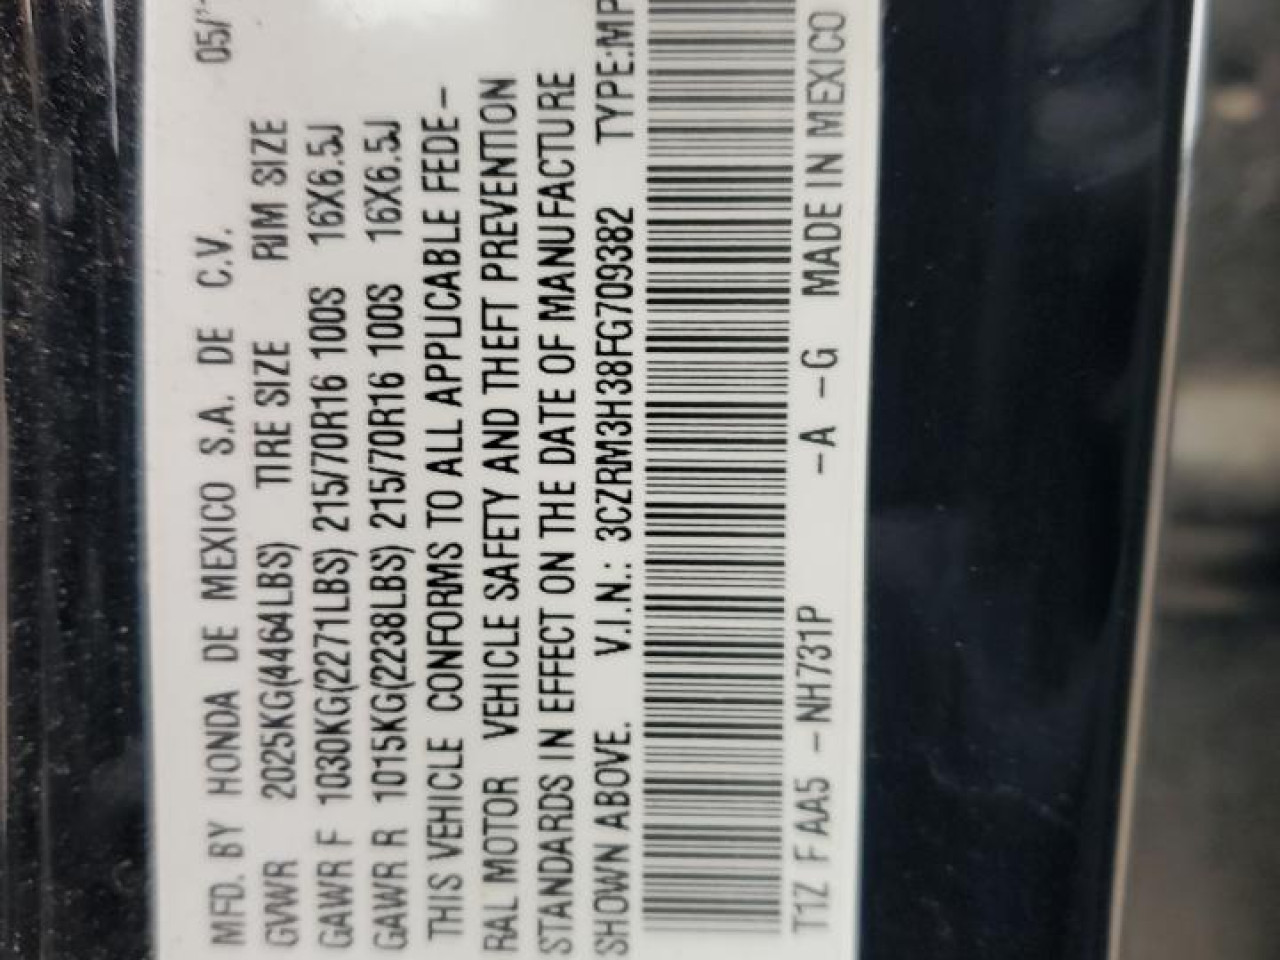 MFD. BY HONDA DE MEXICO S.A. DE C.V. 05/
GVWR 2025KG(4464LBS) TIRE SIZE RIM SIZE
GAWR F 1030KG(2271LBS) 215/70R16 100S 16X6.5J
GAWR R 1015KG(2238LBS) 215/70R16 100S 16X6.5J
THIS VEHICLE CONFORMS TO ALL APPLICABLE FEDE-
RAL MOTOR VEHICLE SAFETY AND THEFT PREVENTION
STANDARDS IN EFFECT ON THE DATE OF MANUFACTURE
SHOWN ABOVE. V.I.N.: 3CZRM3H38FG709382 TYPE:MP
T1Z F AA5 -NH731P -A -G MADE IN MEXICO